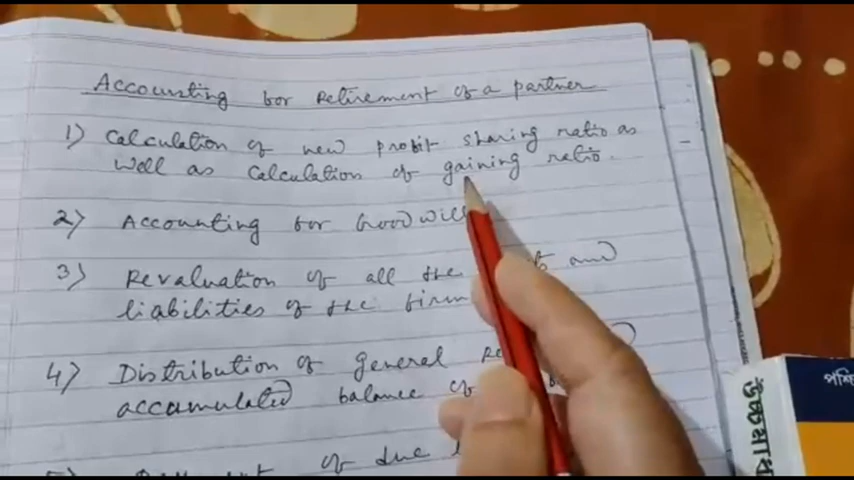 Accounting for Retirement of a partner
1) Calculation of new profit sharing ratio as
well as calculation of gaining ratio.
2) Accounting for Goodwill
3) Revaluation of all the and
liabilities of the firm
4) Distribution of general
accumulated balance of
5) of due